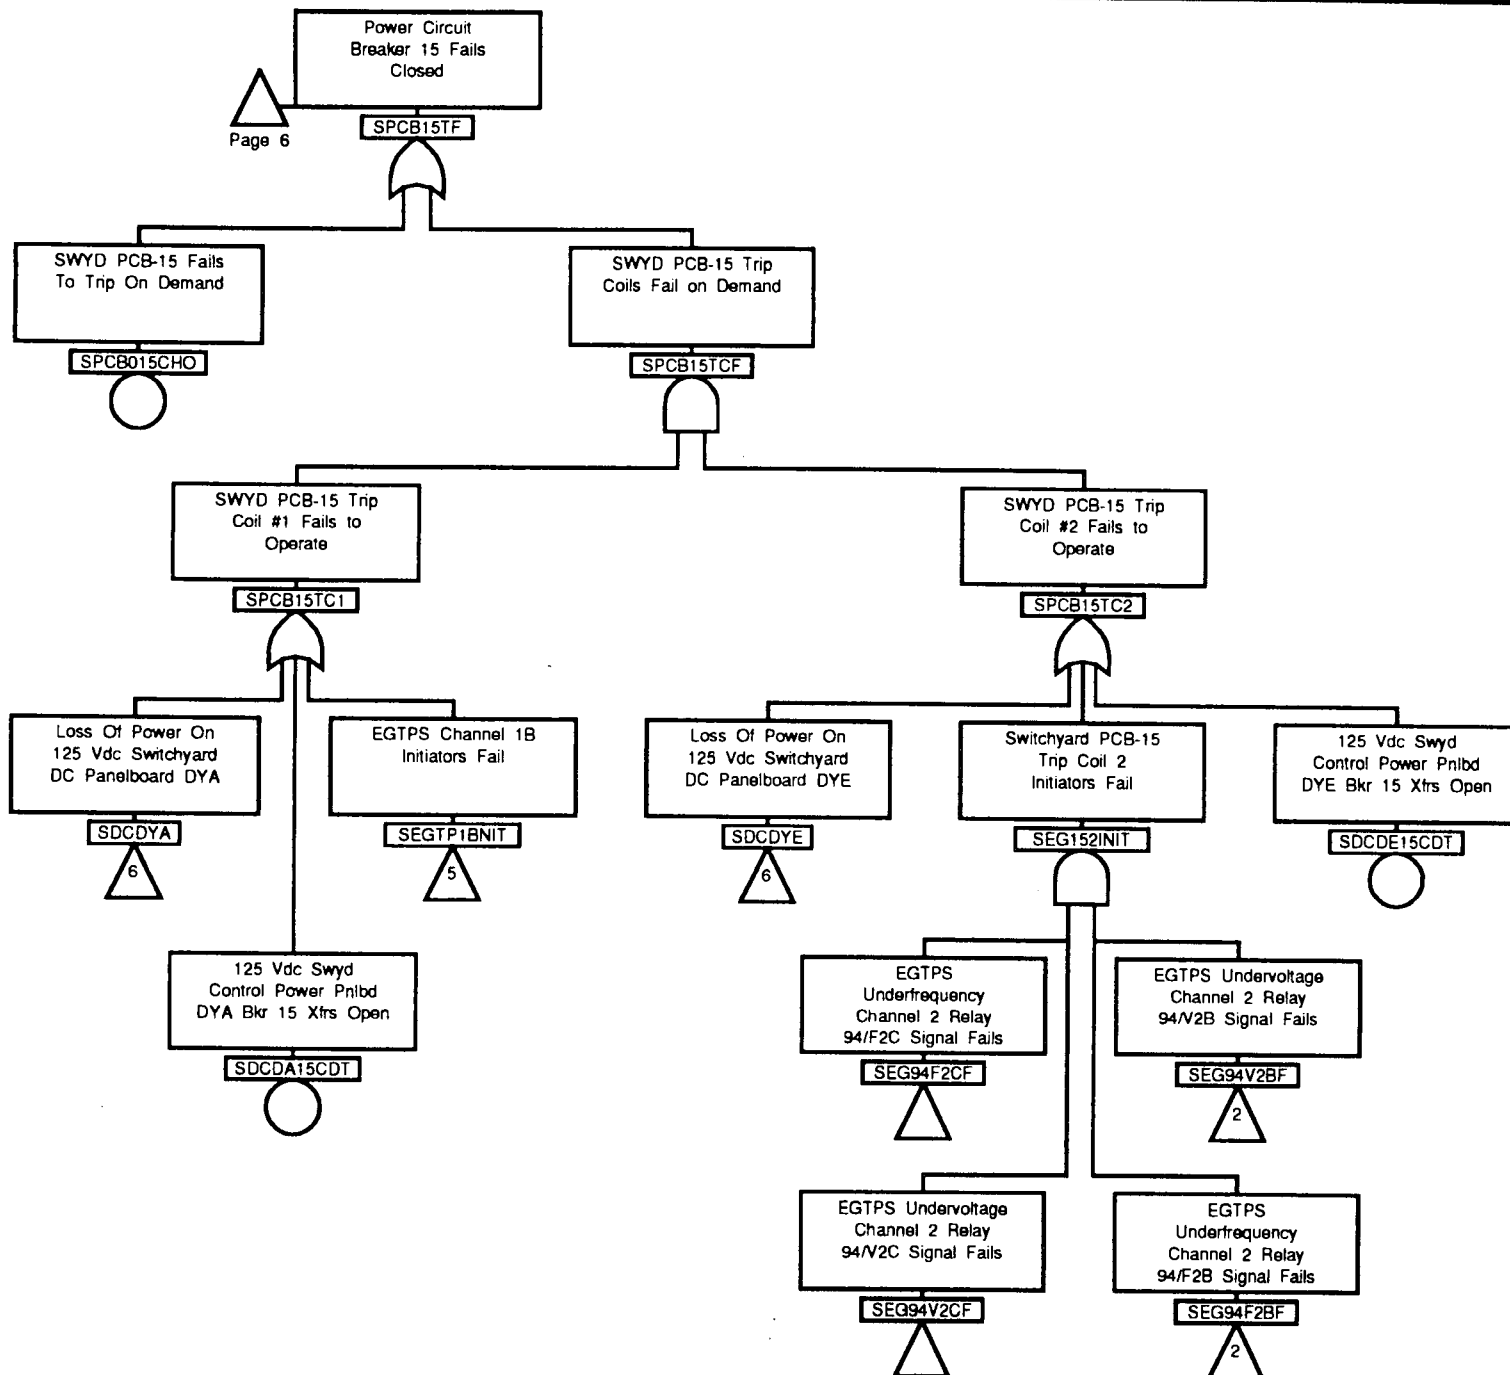 Power Circuit
Breaker 15 Fails
Closed
Page 6
SPCB15TF
SWYD PCB-15 Fails
To Trip On Demand
SPCB015CHO
SWYD PCB-15 Trip
Coils Fail on Demand
SPCB15TCF
SWYD PCB-15 Trip
Coil #1 Fails to
Operate
SPCB15TC1
SWYD PCB-15 Trip
Coil #2 Fails to
Operate
SPCB15TC2
Loss Of Power On
125 Vdc Switchyard
DC Panelboard DYA
SDCDYA
6
EGTPS Channel 1B
Initiators Fail
SEGTP1BNIT
5
Loss Of Power On
125 Vdc Switchyard
DC Panelboard DYE
SDCDYE
6
Switchyard PCB-15
Trip Coil 2
Initiators Fail
SEG152INIT
125 Vdc Swyd
Control Power Pnlbd
DYE Bkr 15 Xfrs Open
SDCDE15CDT
125 Vdc Swyd
Control Power Pnlbd
DYA Bkr 15 Xfrs Open
SDCDA15CDT
EGTPS
Underfrequency
Channel 2 Relay
94/F2C Signal Fails
SEG94F2CF
EGTPS Undervoltage
Channel 2 Relay
94/V2B Signal Fails
SEG94V2BF
2
EGTPS Undervoltage
Channel 2 Relay
94/V2C Signal Fails
SEG94V2CF
EGTPS
Underfrequency
Channel 2 Relay
94/F2B Signal Fails
SEG94F2BF
2